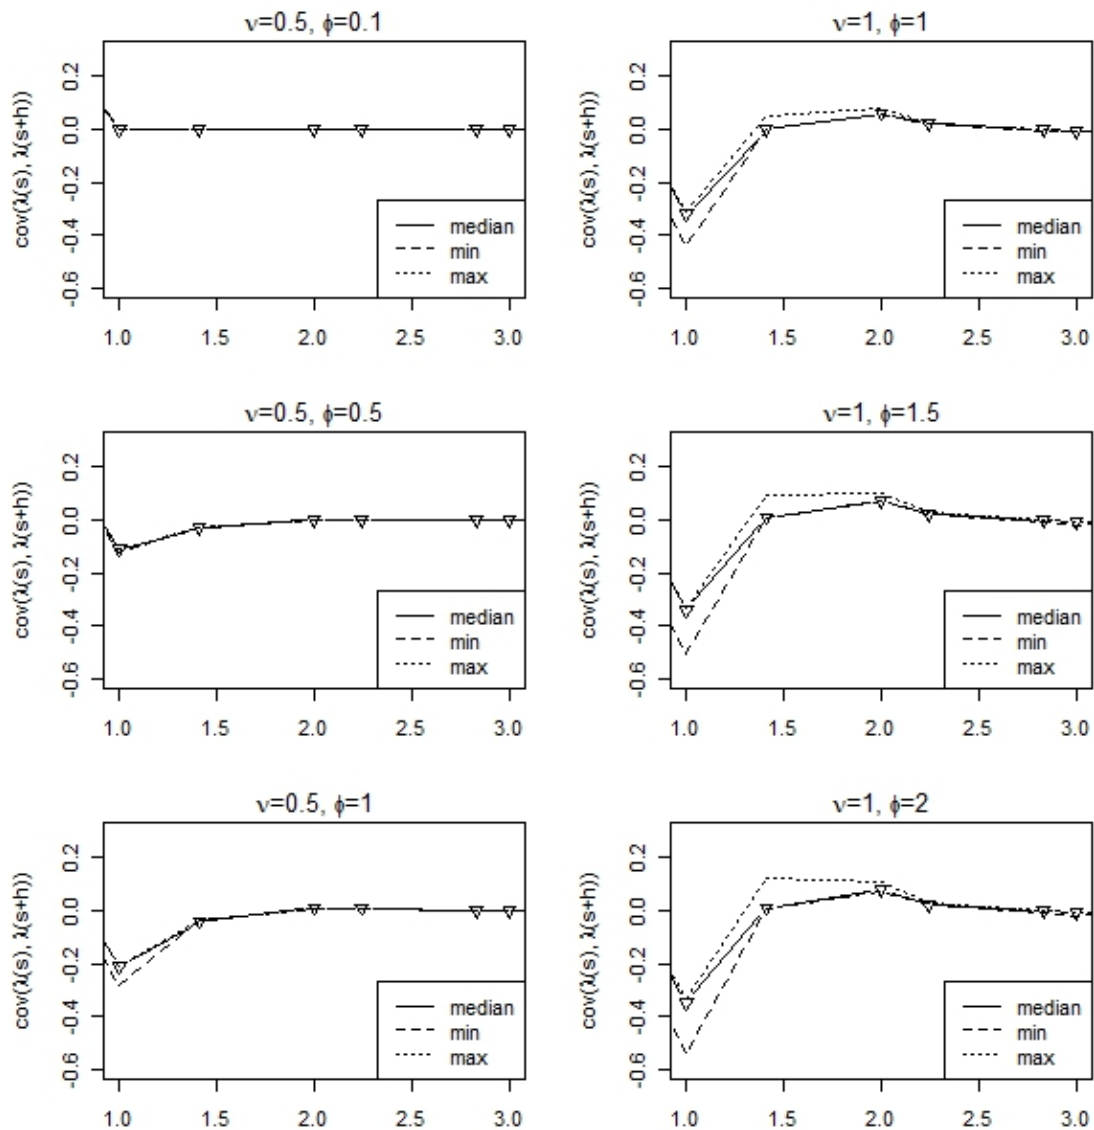 ν=0.5, ϕ=0.1
cov(λ(s), λ(s+h))
0.2
0.0
-0.2
-0.4
-0.6
median
min
max
1.0 1.5 2.0 2.5 3.0
ν=1, ϕ=1
cov(λ(s), λ(s+h))
0.2
0.0
-0.2
-0.4
-0.6
median
min
max
1.0 1.5 2.0 2.5 3.0
ν=0.5, ϕ=0.5
cov(λ(s), λ(s+h))
0.2
0.0
-0.2
-0.4
-0.6
median
min
max
1.0 1.5 2.0 2.5 3.0
ν=1, ϕ=1.5
cov(λ(s), λ(s+h))
0.2
0.0
-0.2
-0.4
-0.6
median
min
max
1.0 1.5 2.0 2.5 3.0
ν=0.5, ϕ=1
cov(λ(s), λ(s+h))
0.2
0.0
-0.2
-0.4
-0.6
median
min
max
1.0 1.5 2.0 2.5 3.0
ν=1, ϕ=2
cov(λ(s), λ(s+h))
0.2
0.0
-0.2
-0.4
-0.6
median
min
max
1.0 1.5 2.0 2.5 3.0